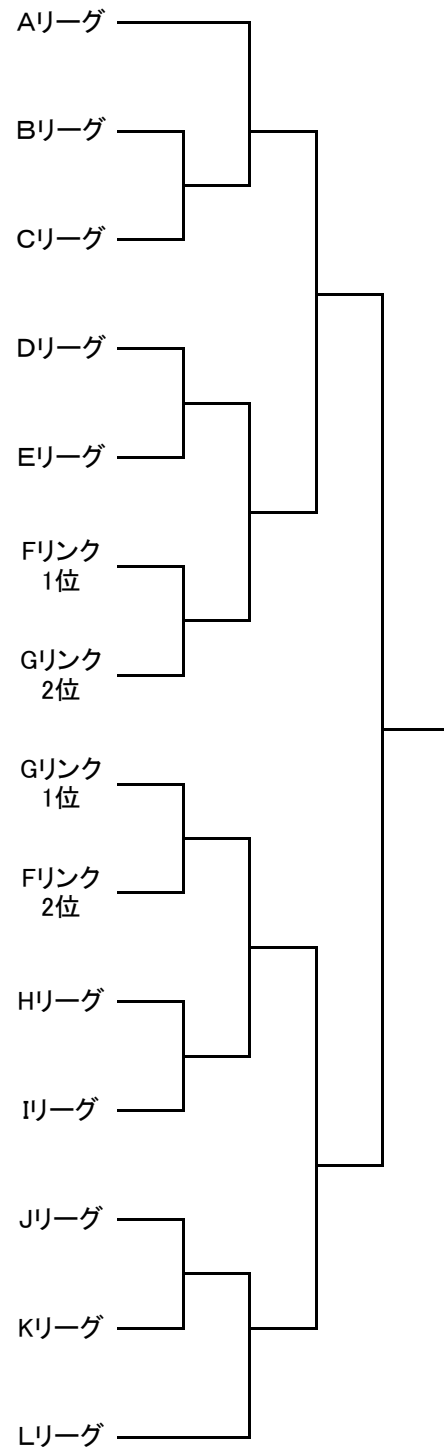 Aリーグ
Bリーグ
Cリーグ
Dリーグ
Eリーグ
Fリンク
1位
Gリンク
2位
Gリンク
1位
Fリンク
2位
Hリーグ
Iリーグ
Jリーグ
Kリーグ
Lリーグ